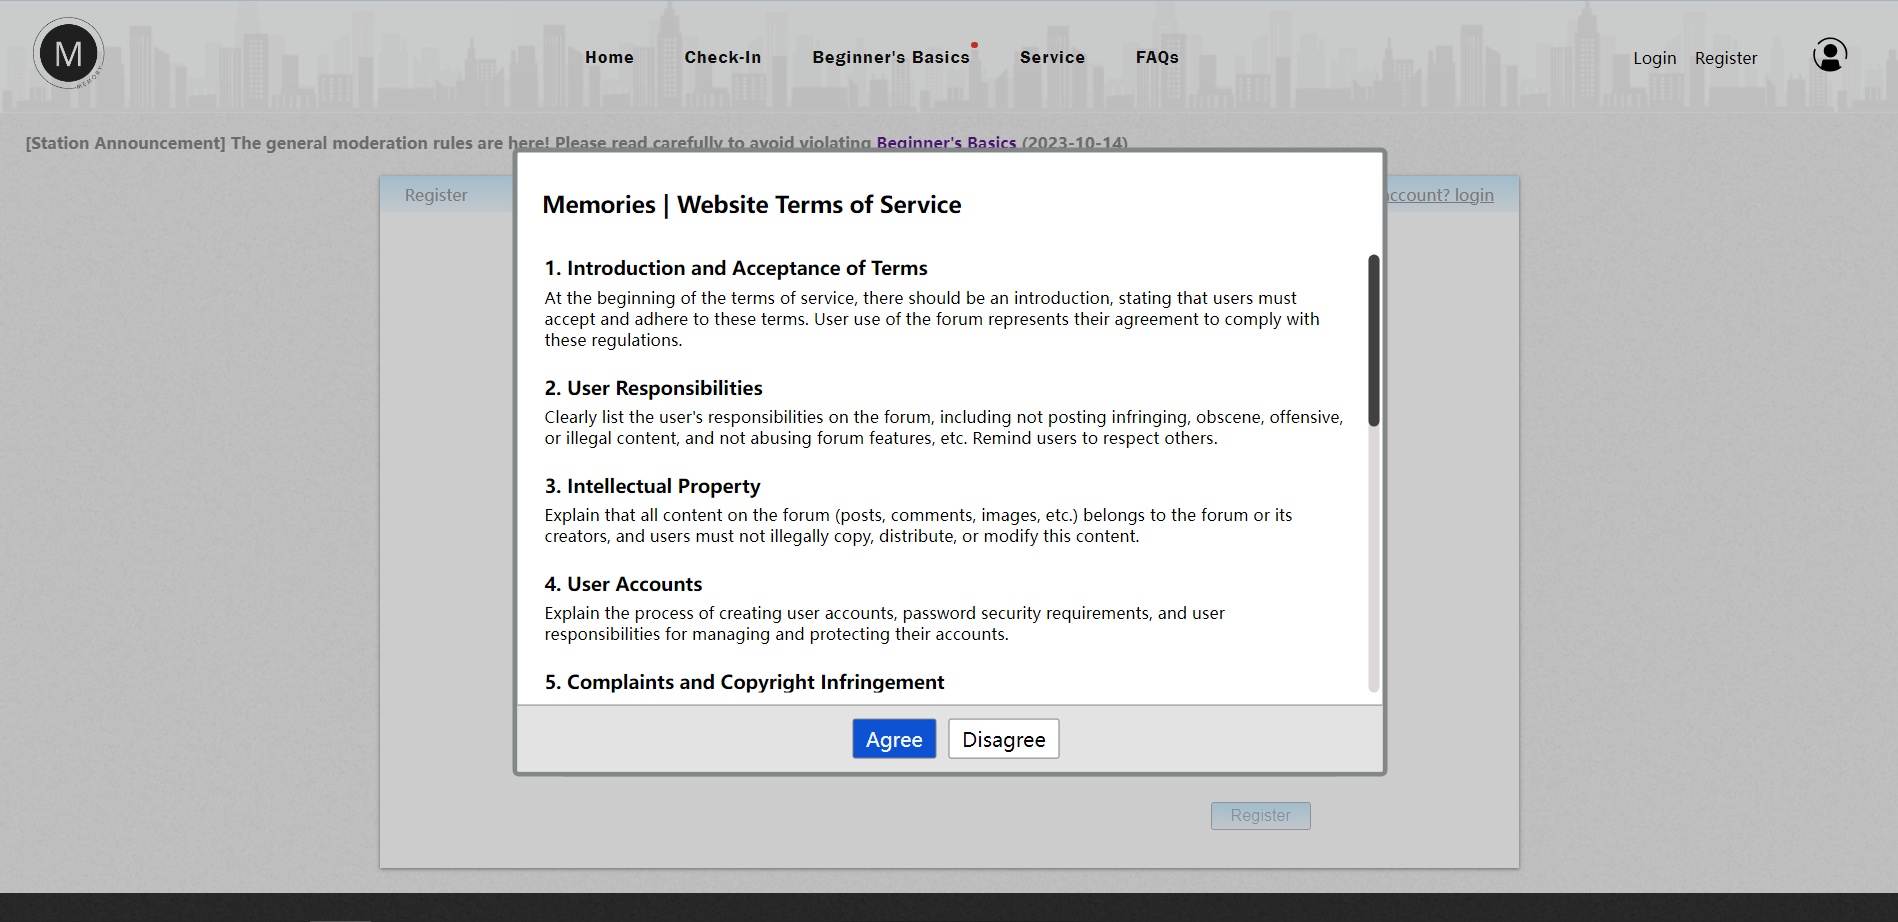 M
MEMORY
Home Check-In Beginner's Basics Service FAQs
Login Register
[Station Announcement] The general moderation rules are here! Please read carefully to avoid violating Beginner's Basics (2023-10-14)
Register
account? login
Memories | Website Terms of Service
1. Introduction and Acceptance of Terms
At the beginning of the terms of service, there should be an introduction, stating that users must
accept and adhere to these terms. User use of the forum represents their agreement to comply with
these regulations.
2. User Responsibilities
Clearly list the user's responsibilities on the forum, including not posting infringing, obscene, offensive,
or illegal content, and not abusing forum features, etc. Remind users to respect others.
3. Intellectual Property
Explain that all content on the forum (posts, comments, images, etc.) belongs to the forum or its
creators, and users must not illegally copy, distribute, or modify this content.
4. User Accounts
Explain the process of creating user accounts, password security requirements, and user
responsibilities for managing and protecting their accounts.
5. Complaints and Copyright Infringement
Agree Disagree
Register